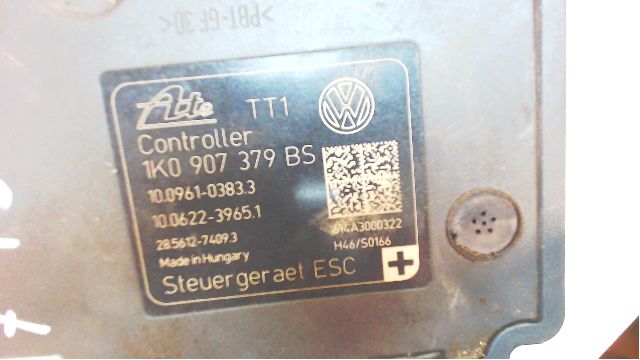 >PBT-GF30<
Ate TT1
Controller
1K0 907 379 BS
10.0961-0383.3
10.0622-3965.1
28.5612-7409.3
614A3000322
Made in Hungary
H46/S0166
Steuergeraet ESC